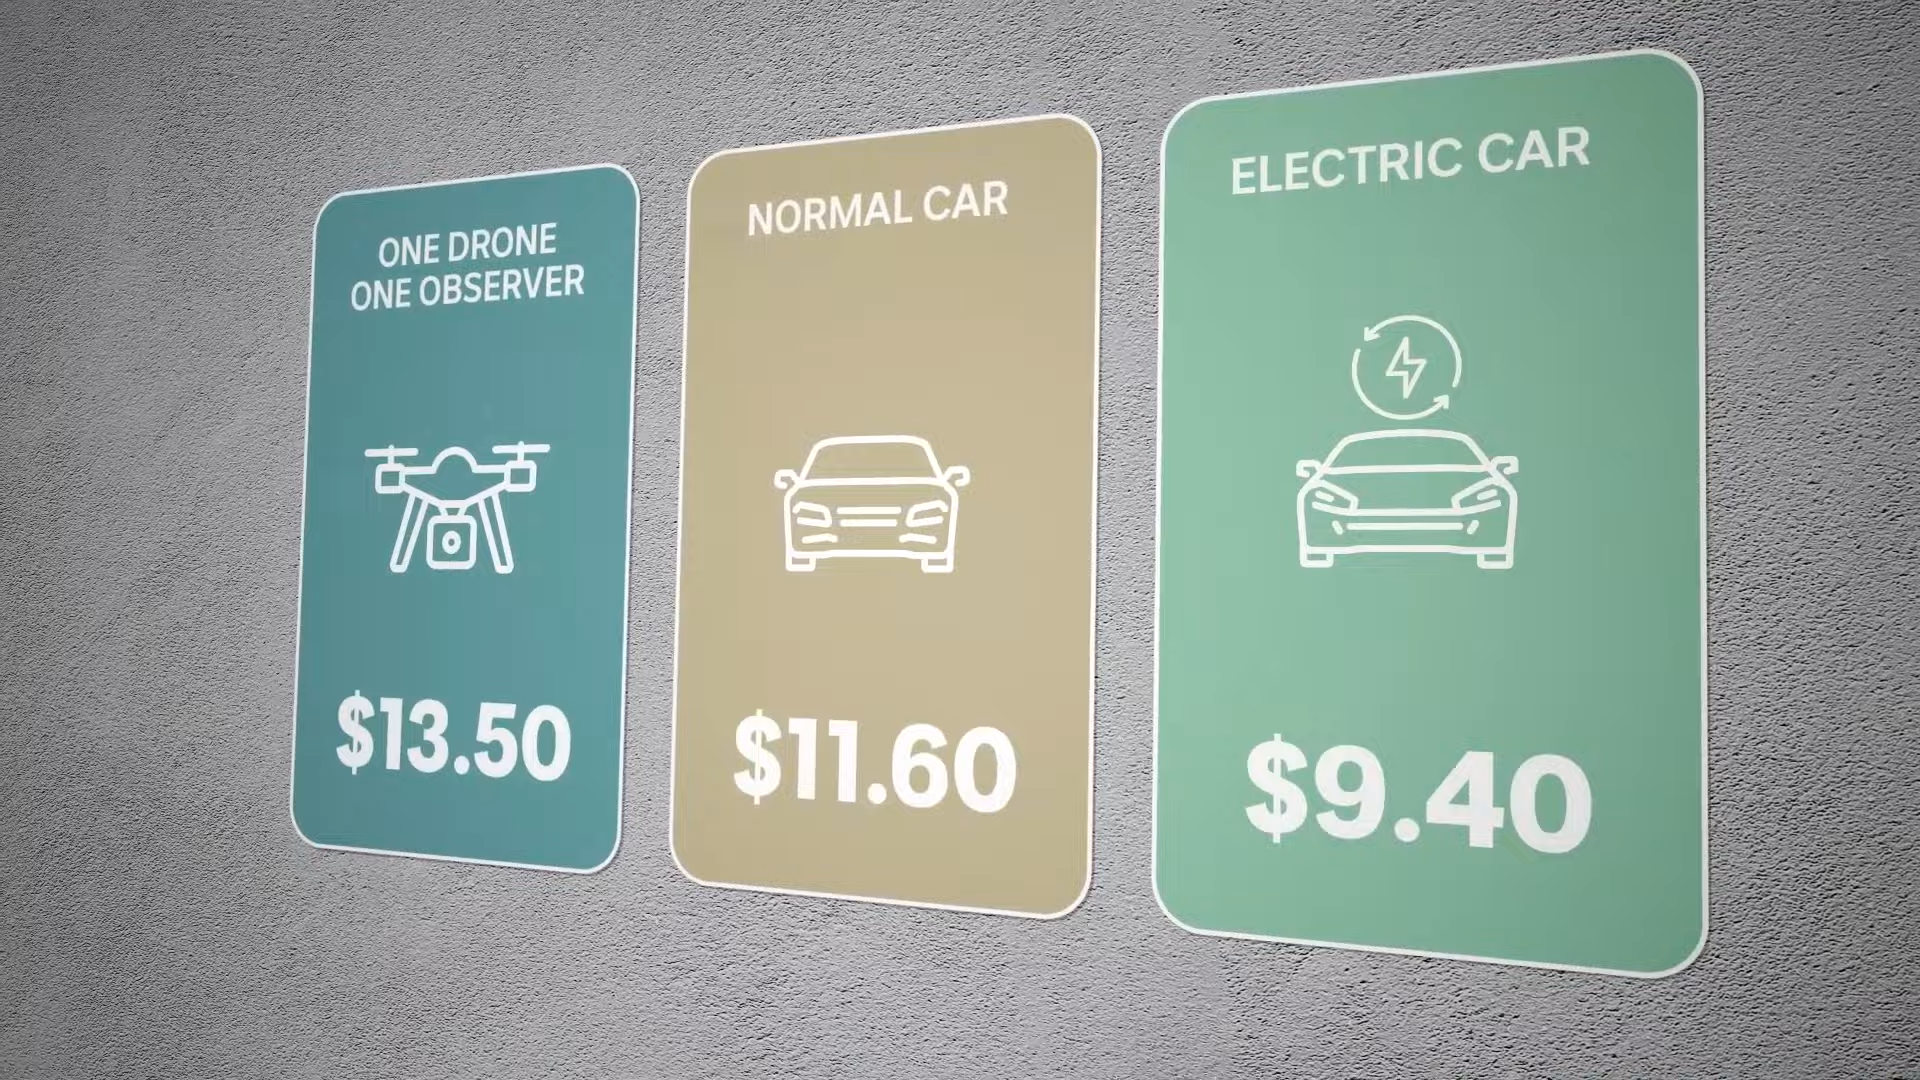 ONE DRONE
ONE OBSERVER
$13.50
NORMAL CAR
$11.60
ELECTRIC CAR
$9.40